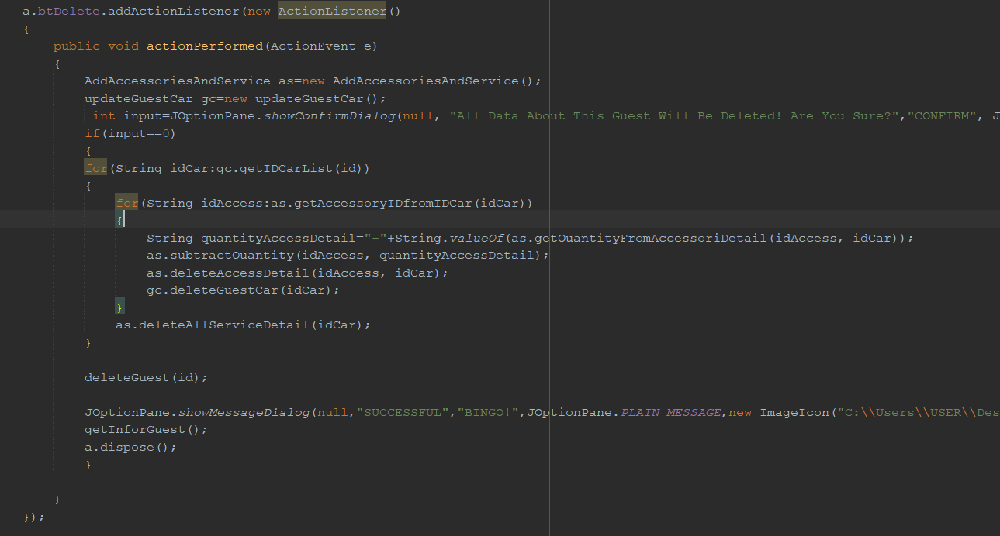 a.btDelete.addActionListener(new ActionListener()
{
public void actionPerformed(ActionEvent e)
{
AddAccessoriesAndService as=new AddAccessoriesAndService();
updateGuestCar gc=new updateGuestCar();
int input=JOptionPane.showConfirmDialog(null, "All Data About This Guest Will Be Deleted! Are You Sure?","CONFIRM", J
if(input==0)
{
for(String idCar:gc.getIDCarList(id))
{
for(String idAccess:as.getAccessoryIDfromIDCar(idCar))
{
String quantityAccessDetail="-"+String.valueOf(as.getQuantityFromAccessoriDetail(idAccess, idCar));
as.subtractQuantity(idAccess, quantityAccessDetail);
as.deleteAccessDetail(idAccess, idCar);
gc.deleteGuestCar(idCar);
}
as.deleteAllServiceDetail(idCar);
}
deleteGuest(id);
JOptionPane.showMessageDialog(null,"SUCCESSFUL","BINGO!",JOptionPane.PLAIN_MESSAGE,new ImageIcon("C:\\Users\\USER\\Des
getInforGuest();
a.dispose();
}
}
});